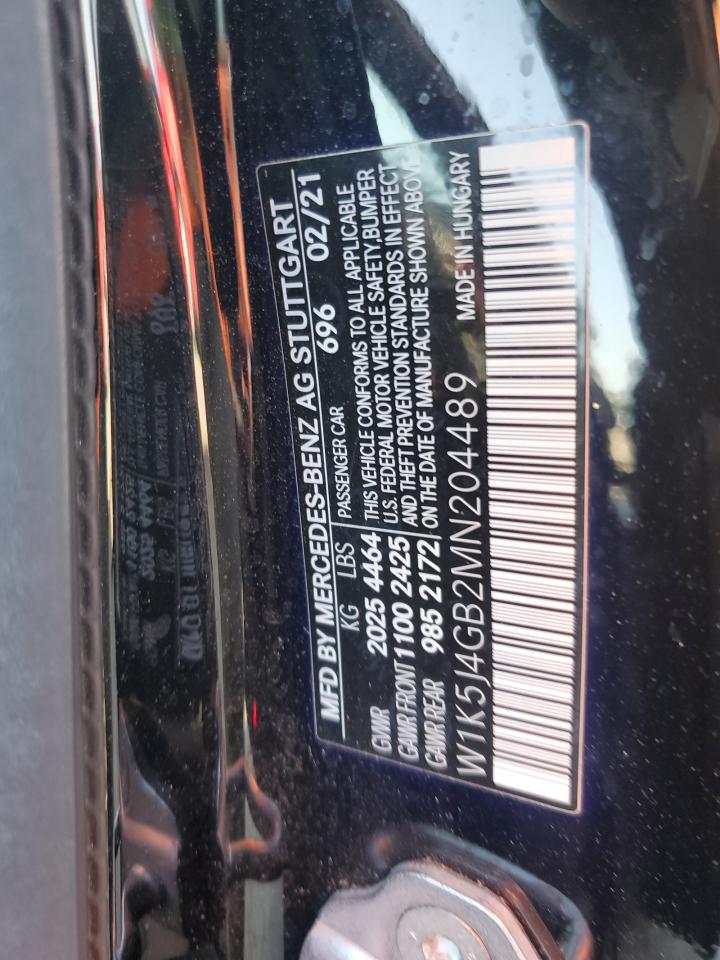 MFD BY MERCEDES-BENZ AG STUTTGART
KG LBS PASSENGER CAR 696 02/21
GVWR 2025 4464 THIS VEHICLE CONFORMS TO ALL APPLICABLE
U.S. FEDERAL MOTOR VEHICLE SAFETY, BUMPER
GAWR FRONT 1100 2425 AND THEFT PREVENTION STANDARDS IN EFFECT
GAWR REAR 985 2172 ON THE DATE OF MANUFACTURE SHOWN ABOVE
W1K5J4GB2MN204489 MADE IN HUNGARY